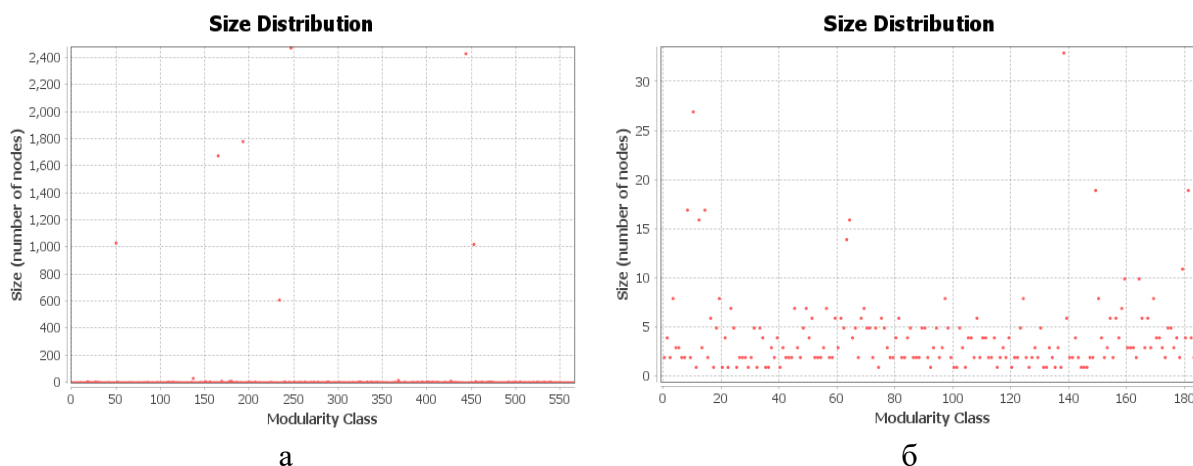 Size Distribution
Size (number of nodes)
2,400
2,200
2,000
1,800
1,600
1,400
1,200
1,000
800
600
400
200
0
0 50 100 150 200 250 300 350 400 450 500 550
Modularity Class
а
Size Distribution
Size (number of nodes)
30
25
20
15
10
5
0
0 20 40 60 80 100 120 140 160 180
Modularity Class
б